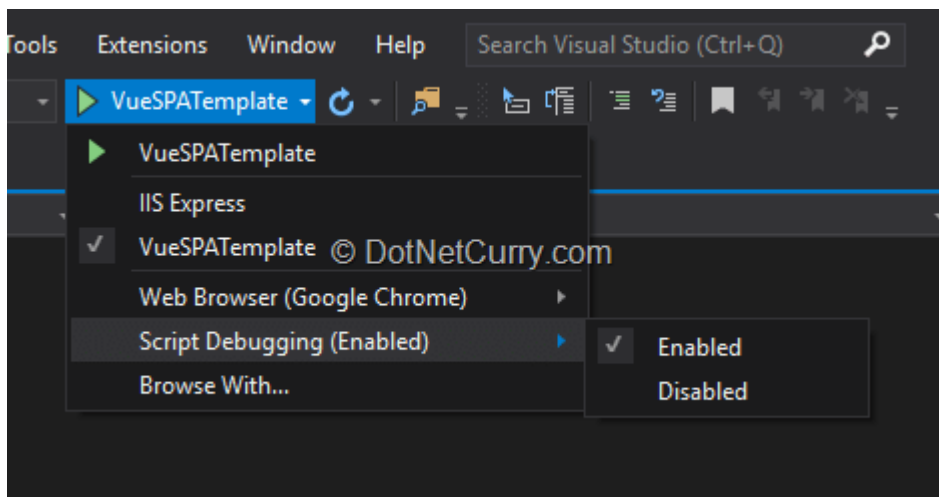 Tools Extensions Window Help Search Visual Studio (Ctrl+Q)
VueSPATemplate
VueSPATemplate
IIS Express
VueSPATemplate
© DotNetCurry.com
Web Browser (Google Chrome)
Script Debugging (Enabled)
Enabled
Browse With...
Disabled